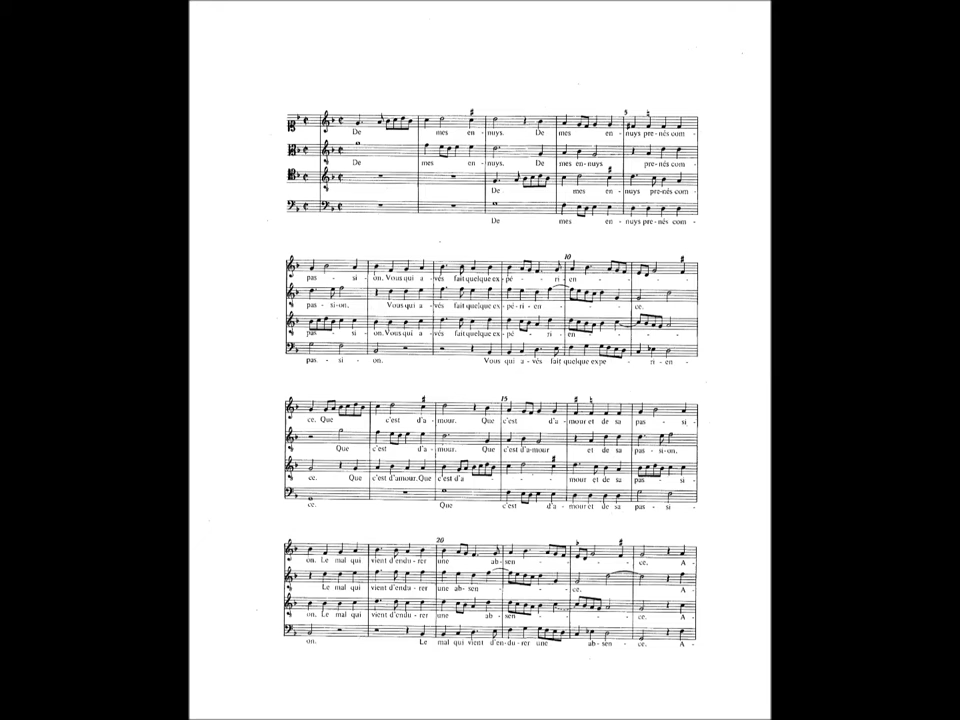 5
De mes en - nuys. De mes en - nuys prenés com -
De mes en - nuys. De mes en-nuys prenés com -
De mes en - nuys pre-nés com -
De mes en - nuys pre - nés com -
10
pas - si - on. Vous qui a - vés fait quelque ex - pé - ri - en -
pas - si-on. Vous qui a - vés fait quelque ex - pé - ri - en - ce.
pas - si - on. Vous qui a - vés fait quelque ex - pé - ri - en -
pas - si - on. Vous qui a - vés fait quelque expe - ri - en -
15
ce. Que c'est d'a - mour. Que c'est d'a - mour et de sa pas - si -
Que c'est d'a - mour. Que c'est d'a-mour et de sa pas - si-on.
ce. Que c'est d'amour. Que c'est d'a - mour et de sa pas - si -
ce. Que c'est d'a - mour et de sa pas - si -
20
on. Le mal qui vient d'endu - rer une ab - sen - ce. A -
Le mal qui vient d'endu - rer une ab - sen - ce. A -
on. Le mal qui vient d'endu - rer une ab - sen - ce. A -
on. Le mal qui vient d'en - du - rer une ab - sen - ce. A -